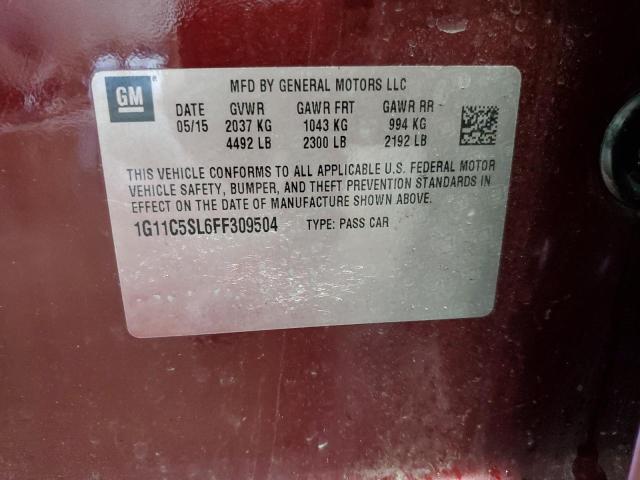 GM
MFD BY GENERAL MOTORS LLC
DATE GVWR GAWR FRT GAWR RR
05/15 2037 KG 1043 KG 994 KG
4492 LB 2300 LB 2192 LB
THIS VEHICLE CONFORMS TO ALL APPLICABLE U.S. FEDERAL MOTOR
VEHICLE SAFETY, BUMPER, AND THEFT PREVENTION STANDARDS IN
EFFECT ON THE DATE OF MANUFACTURE SHOWN ABOVE.
1G11C5SL6FF309504 TYPE: PASS CAR